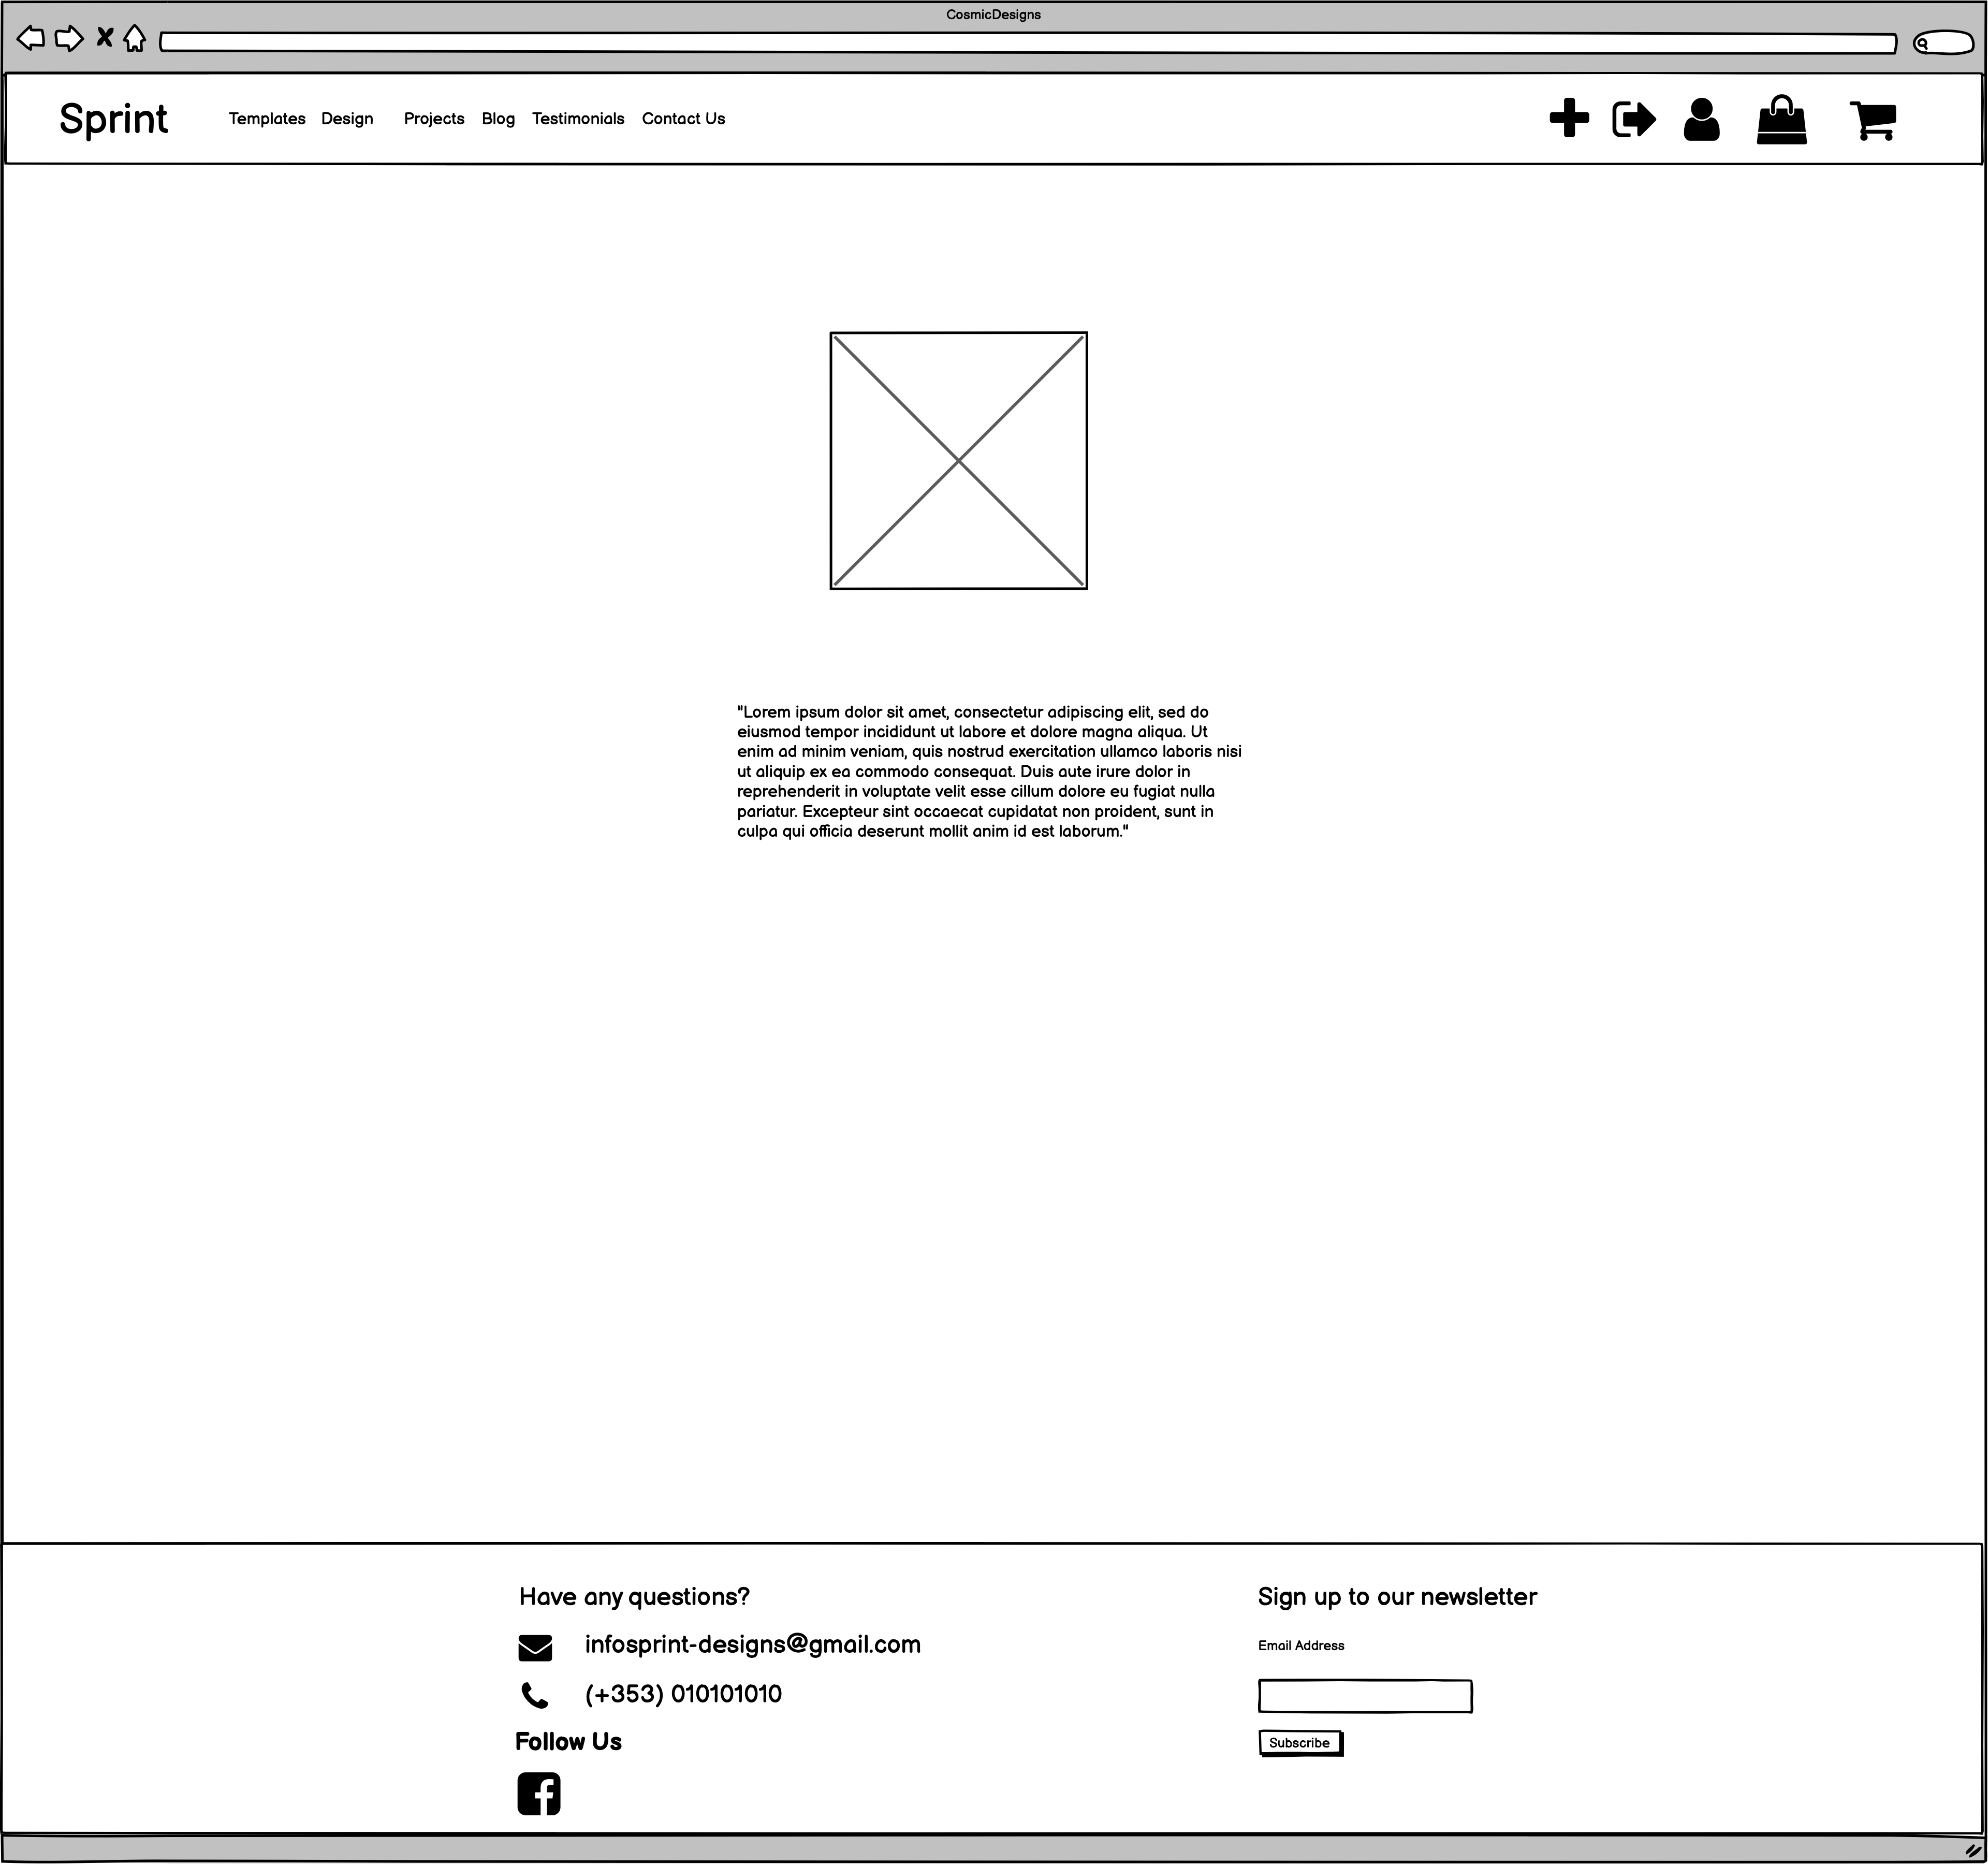 CosmicDesigns
Sprint Templates Design Projects Blog Testimonials Contact Us
"Lorem ipsum dolor sit amet, consectetur adipiscing elit, sed do
eiusmod tempor incididunt ut labore et dolore magna aliqua. Ut
enim ad minim veniam, quis nostrud exercitation ullamco laboris nisi
ut aliquip ex ea commodo consequat. Duis aute irure dolor in
reprehenderit in voluptate velit esse cillum dolore eu fugiat nulla
pariatur. Excepteur sint occaecat cupidatat non proident, sunt in
culpa qui officia deserunt mollit anim id est laborum."
Have any questions?
infosprint-designs@gmail.com
(+353) 010101010
Follow Us
Sign up to our newsletter
Email Address
Subscribe